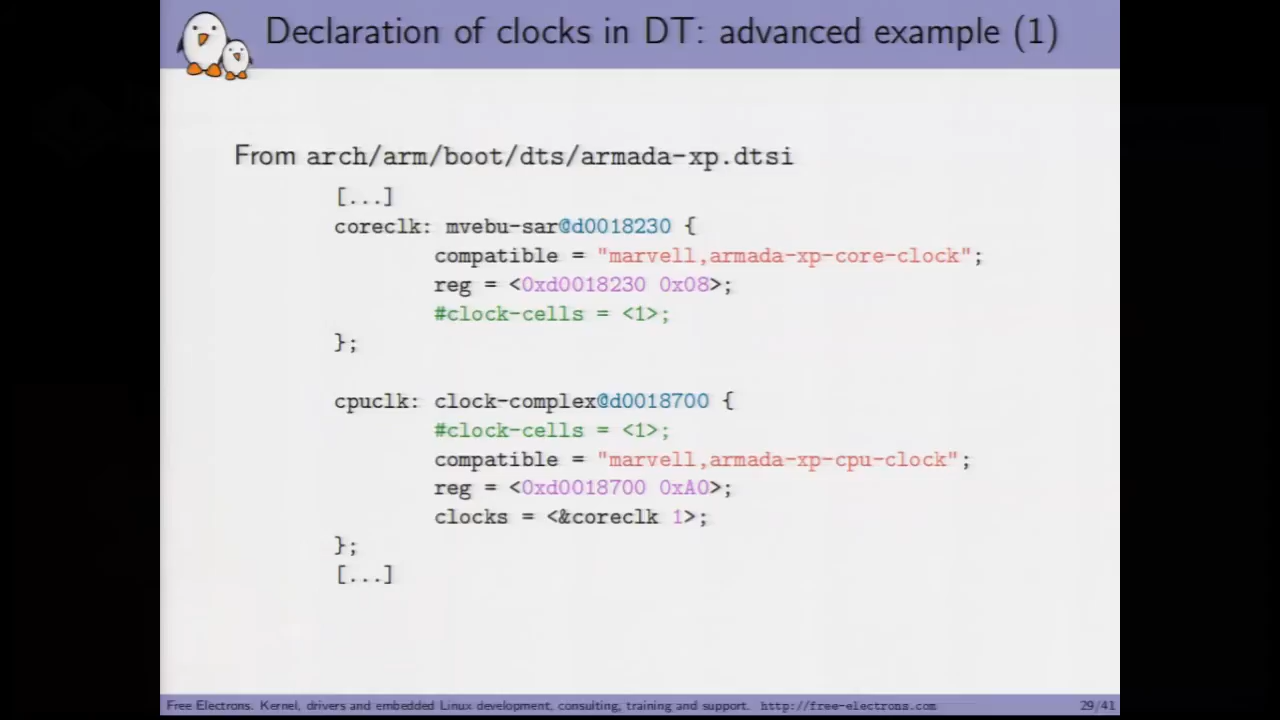 Declaration of clocks in DT: advanced example (1)
From arch/arm/boot/dts/armada-xp.dtsi
[...]
coreclk: mvebu-sar@d0018230 {
compatible = "marvell,armada-xp-core-clock";
reg = <0xd0018230 0x08>;
#clock-cells = <1>;
};
cpuclk: clock-complex@d0018700 {
#clock-cells = <1>;
compatible = "marvell,armada-xp-cpu-clock";
reg = <0xd0018700 0xA0>;
clocks = <&coreclk 1>;
};
[...]
Free Electrons. Kernel, drivers and embedded Linux development, consulting, training and support. http://free-electrons.com 29/41